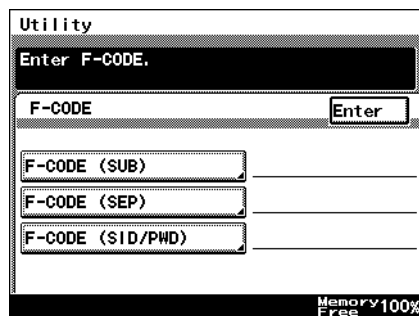 Utility
Enter F-CODE.
F-CODE
Enter
F-CODE (SUB)
F-CODE (SEP)
F-CODE (SID/PWD)
Memory Free 100%